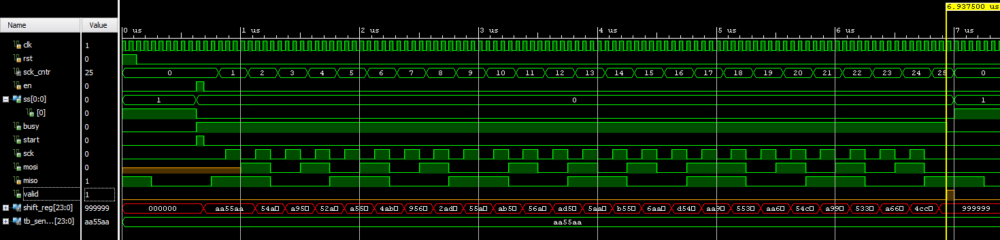 6.937500 us
Name Value
0 us 1 us 2 us 3 us 4 us 5 us 6 us 7 us
clk 1
rst 0
sck_cntr 25 0 1 2 3 4 5 6 7 8 9 10 11 12 13 14 15 16 17 18 19 20 21 22 23 24 25 0
en 0
ss[0:0] 0 1 0 1
[0] 0
busy 0
start 0
sck 0
mosi 0
miso 1
valid 1
shift_reg[23:0] 999999 000000 aa55aa 54a□ a95□ 52a□ a55□ 4ab□ 956□ 2ad□ 55a□ ab5□ 56a□ ad5□ 5aa□ b55□ 6aa□ d54□ aa9□ 553□ aa6□ 54c□ a99□ 533□ a66□ 4cc□ 999999
tb_sen...[23:0] aa55aa aa55aa